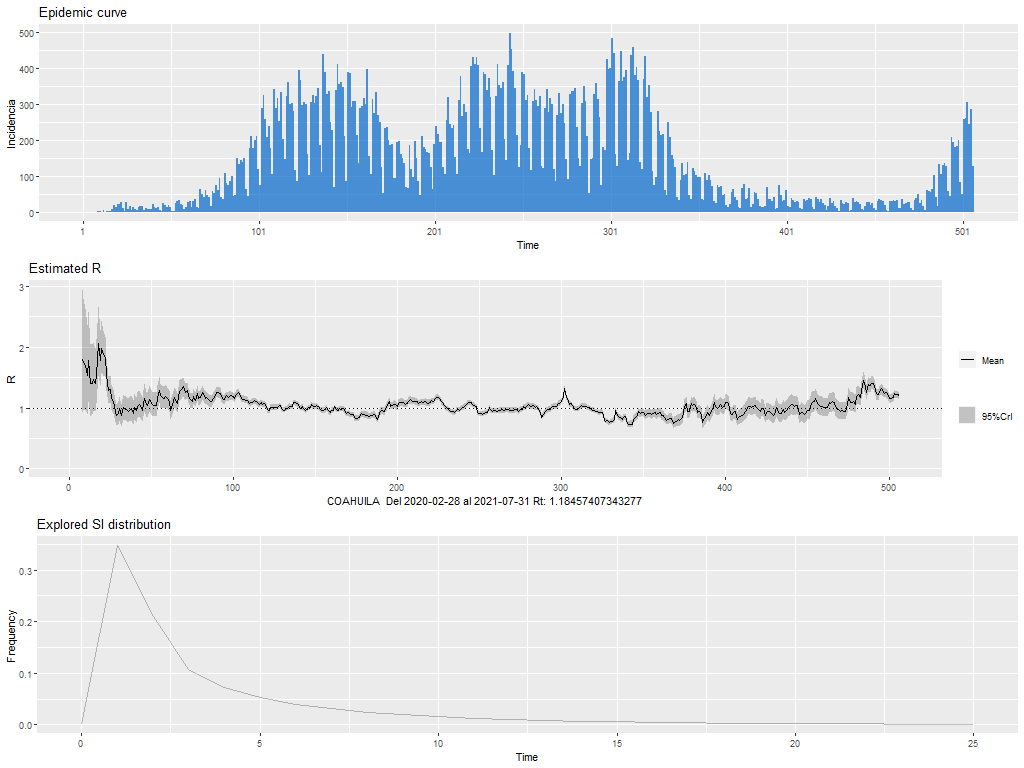 Epidemic curve
500
400
300
200
100
0
Incidencia
1
101
201
301
401
501
Time
Estimated R
3
2
1
0
R
Mean
95%CrI
0
100
200
300
400
500
COAHUILA Del 2020-02-28 al 2021-07-31 Rt: 1.18457407343277
Explored SI distribution
0.3
0.2
0.1
0.0
Frequency
0
5
10
15
20
25
Time